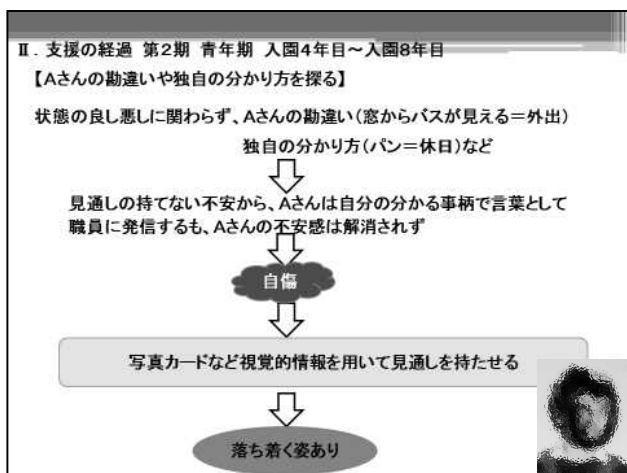 Ⅱ．支援の経過 第2期 青年期 入園4年目～入園8年目
【Aさんの勘違いや独自の分かり方を探る】
状態の良し悪しに関わらず、Aさんの勘違い（窓からバスが見える＝外出）
独自の分かり方（パン＝休日）など
見通しの持てない不安から、Aさんは自分の分かる事柄で言葉として
職員に発信するも、Aさんの不安感は解消されず
自傷
写真カードなど視覚的情報を用いて見通しを持たせる
落ち着く姿あり